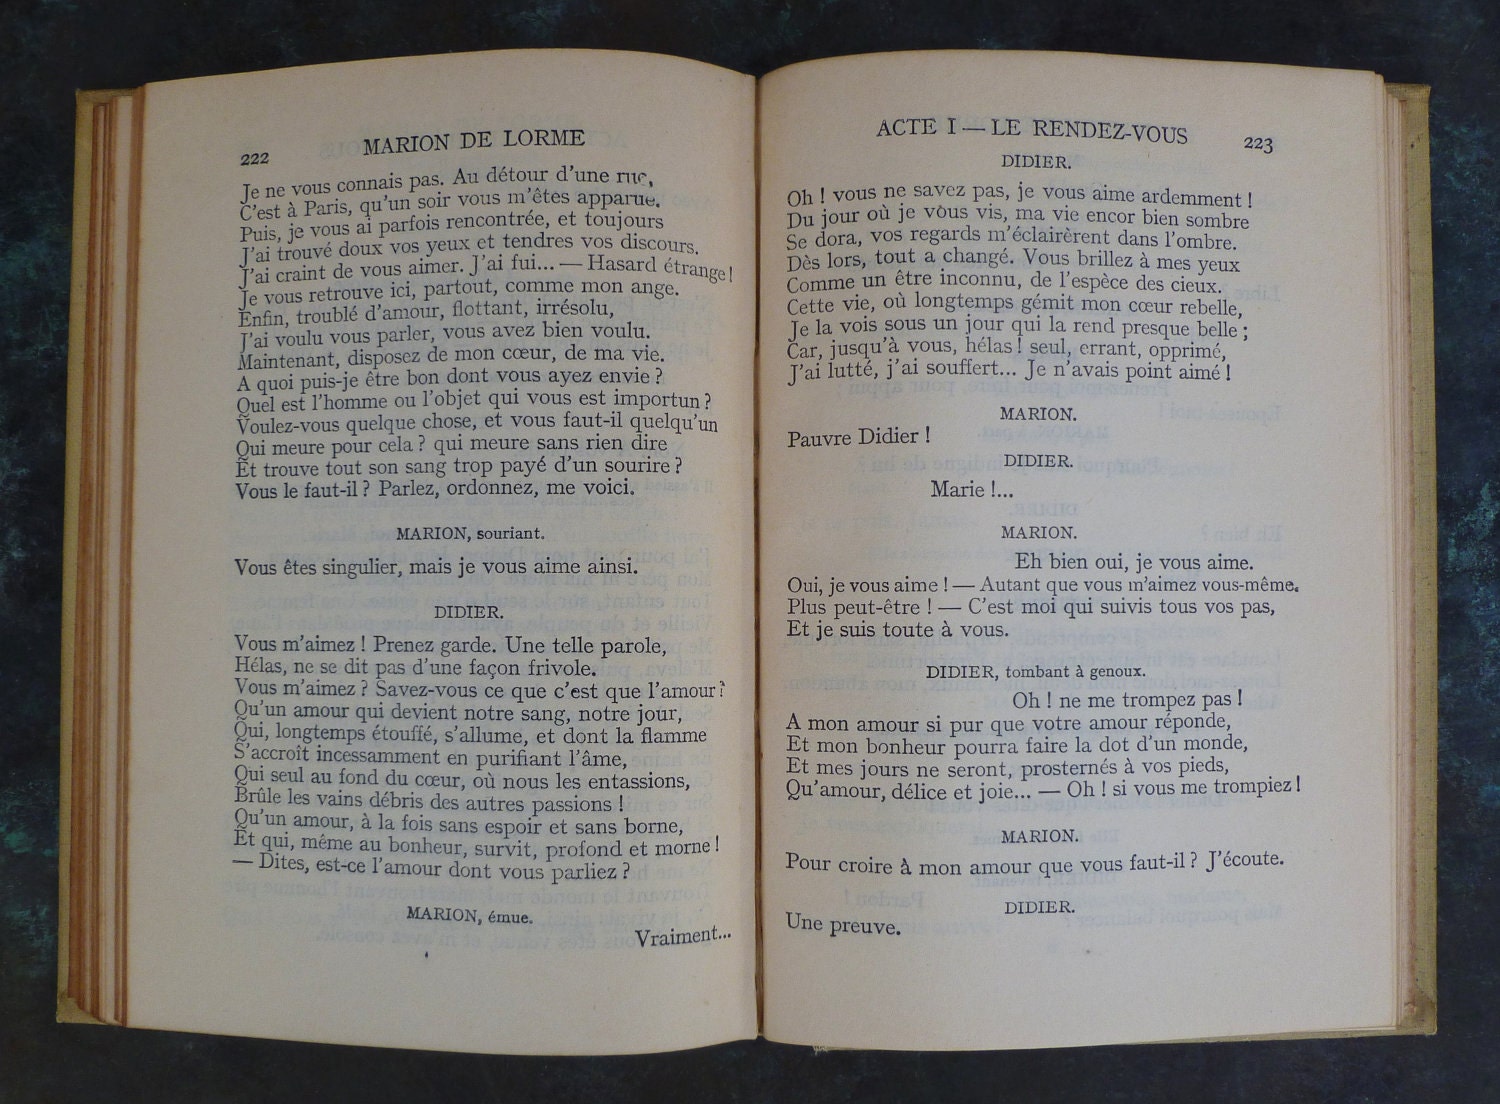 222 MARION DE LORME
Je ne vous connais pas. Au détour d'une rue,
C'est à Paris, qu'un soir vous m'êtes apparue.
Puis, je vous ai parfois rencontrée, et toujours
J'ai trouvé doux vos yeux et tendres vos discours.
J'ai craint de vous aimer. J'ai fui... — Hasard étrange !
Je vous retrouve ici, partout, comme mon ange.
Enfin, troublé d'amour, flottant, irrésolu,
J'ai voulu vous parler, vous avez bien voulu.
Maintenant, disposez de mon cœur, de ma vie.
A quoi puis-je être bon dont vous ayez envie ?
Quel est l'homme ou l'objet qui vous est importun ?
Voulez-vous quelque chose, et vous faut-il quelqu'un
Qui meure pour cela ? qui meure sans rien dire
Et trouve tout son sang trop payé d'un sourire ?
Vous le faut-il ? Parlez, ordonnez, me voici.
MARION, souriant.
Vous êtes singulier, mais je vous aime ainsi.
DIDIER.
Vous m'aimez ! Prenez garde. Une telle parole,
Hélas, ne se dit pas d'une façon frivole.
Vous m'aimez ? Savez-vous ce que c'est que l'amour ?
Qu'un amour qui devient notre sang, notre jour,
Qui, longtemps étouffé, s'allume, et dont la flamme
S'accroît incessamment en purifiant l'âme,
Qui seul au fond du cœur, où nous les entassions,
Brûle les vains débris des autres passions !
Qu'un amour, à la fois sans espoir et sans borne,
Et qui, même au bonheur, survit, profond et morne !
— Dites, est-ce l'amour dont vous parliez ?
MARION, émue.
Vraiment...
ACTE I — LE RENDEZ-VOUS 223
DIDIER.
Oh ! vous ne savez pas, je vous aime ardemment !
Du jour où je vous vis, ma vie encor bien sombre
Se dora, vos regards m'éclairèrent dans l'ombre.
Dès lors, tout a changé. Vous brillez à mes yeux
Comme un être inconnu, de l'espèce des cieux.
Cette vie, où longtemps gémit mon cœur rebelle,
Je la vois sous un jour qui la rend presque belle ;
Car, jusqu'à vous, hélas ! seul, errant, opprimé,
J'ai lutté, j'ai souffert... Je n'avais point aimé !
MARION.
Pauvre Didier !
DIDIER.
Marie !...
MARION.
Eh bien oui, je vous aime.
Oui, je vous aime ! — Autant que vous m'aimez vous-même.
Plus peut-être ! — C'est moi qui suivis tous vos pas,
Et je suis toute à vous.
DIDIER, tombant à genoux.
Oh ! ne me trompez pas !
A mon amour si pur que votre amour réponde,
Et mon bonheur pourra faire la dot d'un monde,
Et mes jours ne seront, prosternés à vos pieds,
Qu'amour, délice et joie... — Oh ! si vous me trompiez !
MARION.
Pour croire à mon amour que vous faut-il ? J'écoute.
DIDIER.
Une preuve.